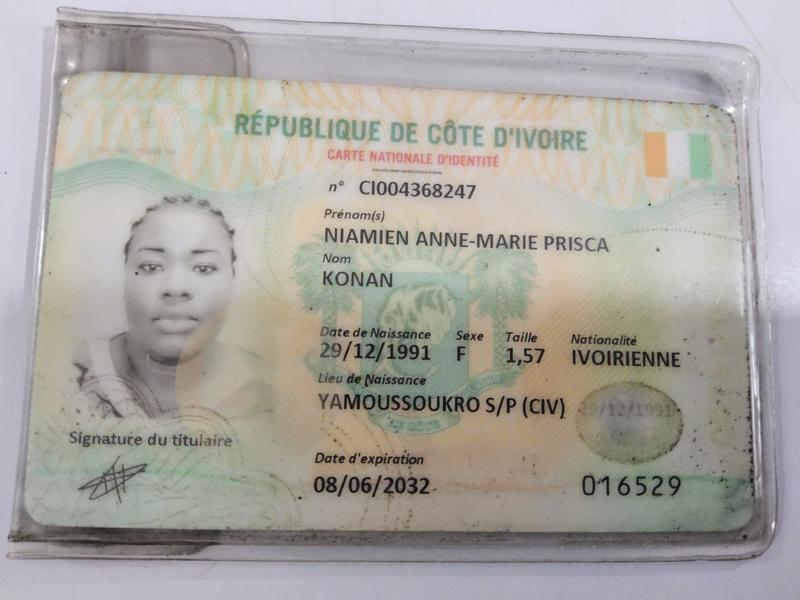 RÉPUBLIQUE DE CÔTE D'IVOIRE
CARTE NATIONALE D'IDENTITÉ
n° CI004368247
Prénom(s)
NIAMIEN ANNE-MARIE PRISCA
Nom
KONAN
Date de Naissance Sexe Taille Nationalité
29/12/1991 F 1,57 IVOIRIENNE
Lieu de Naissance
YAMOUSSOUKRO S/P (CIV)
29/12/1991
Signature du titulaire
Date d'expiration
08/06/2032
016529